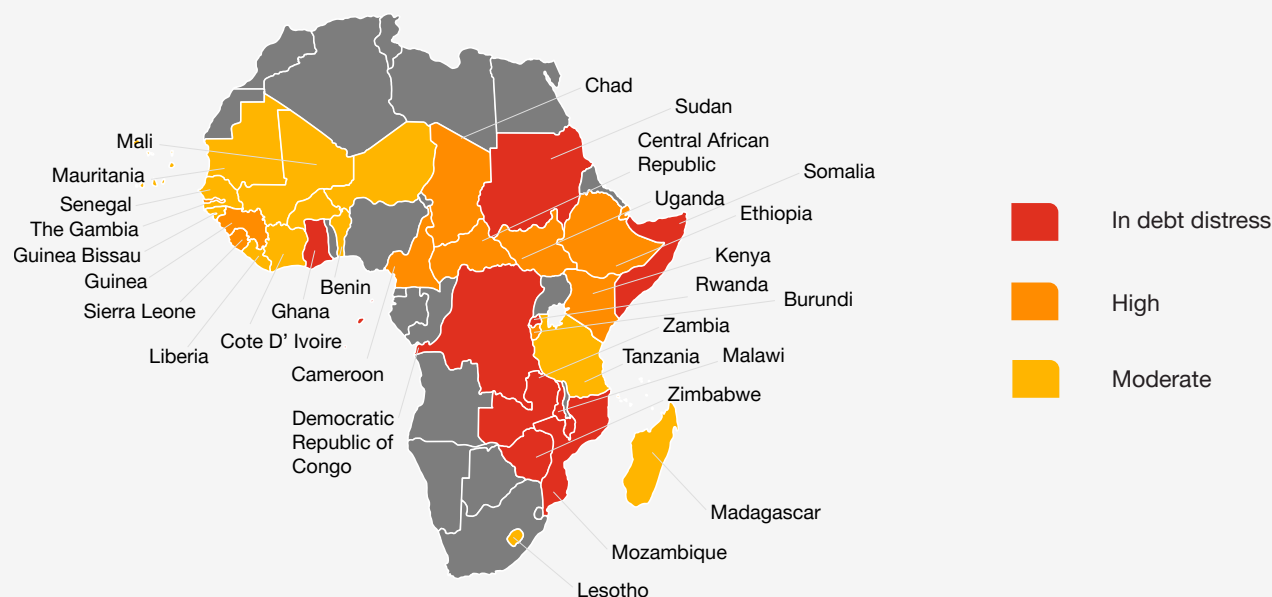 Chad
Sudan
Central African
Republic
Somalia
Uganda
Ethiopia
Kenya
Rwanda
Burundi
Zambia
Tanzania
Malawi
Zimbabwe
Madagascar
Mozambique
Lesotho
Mali
Mauritania
Senegal
The Gambia
Guinea Bissau
Guinea
Sierra Leone
Liberia
Benin
Ghana
Cote D’ Ivoire
Cameroon
Democratic
Republic of
Congo
In debt distress
High
Moderate